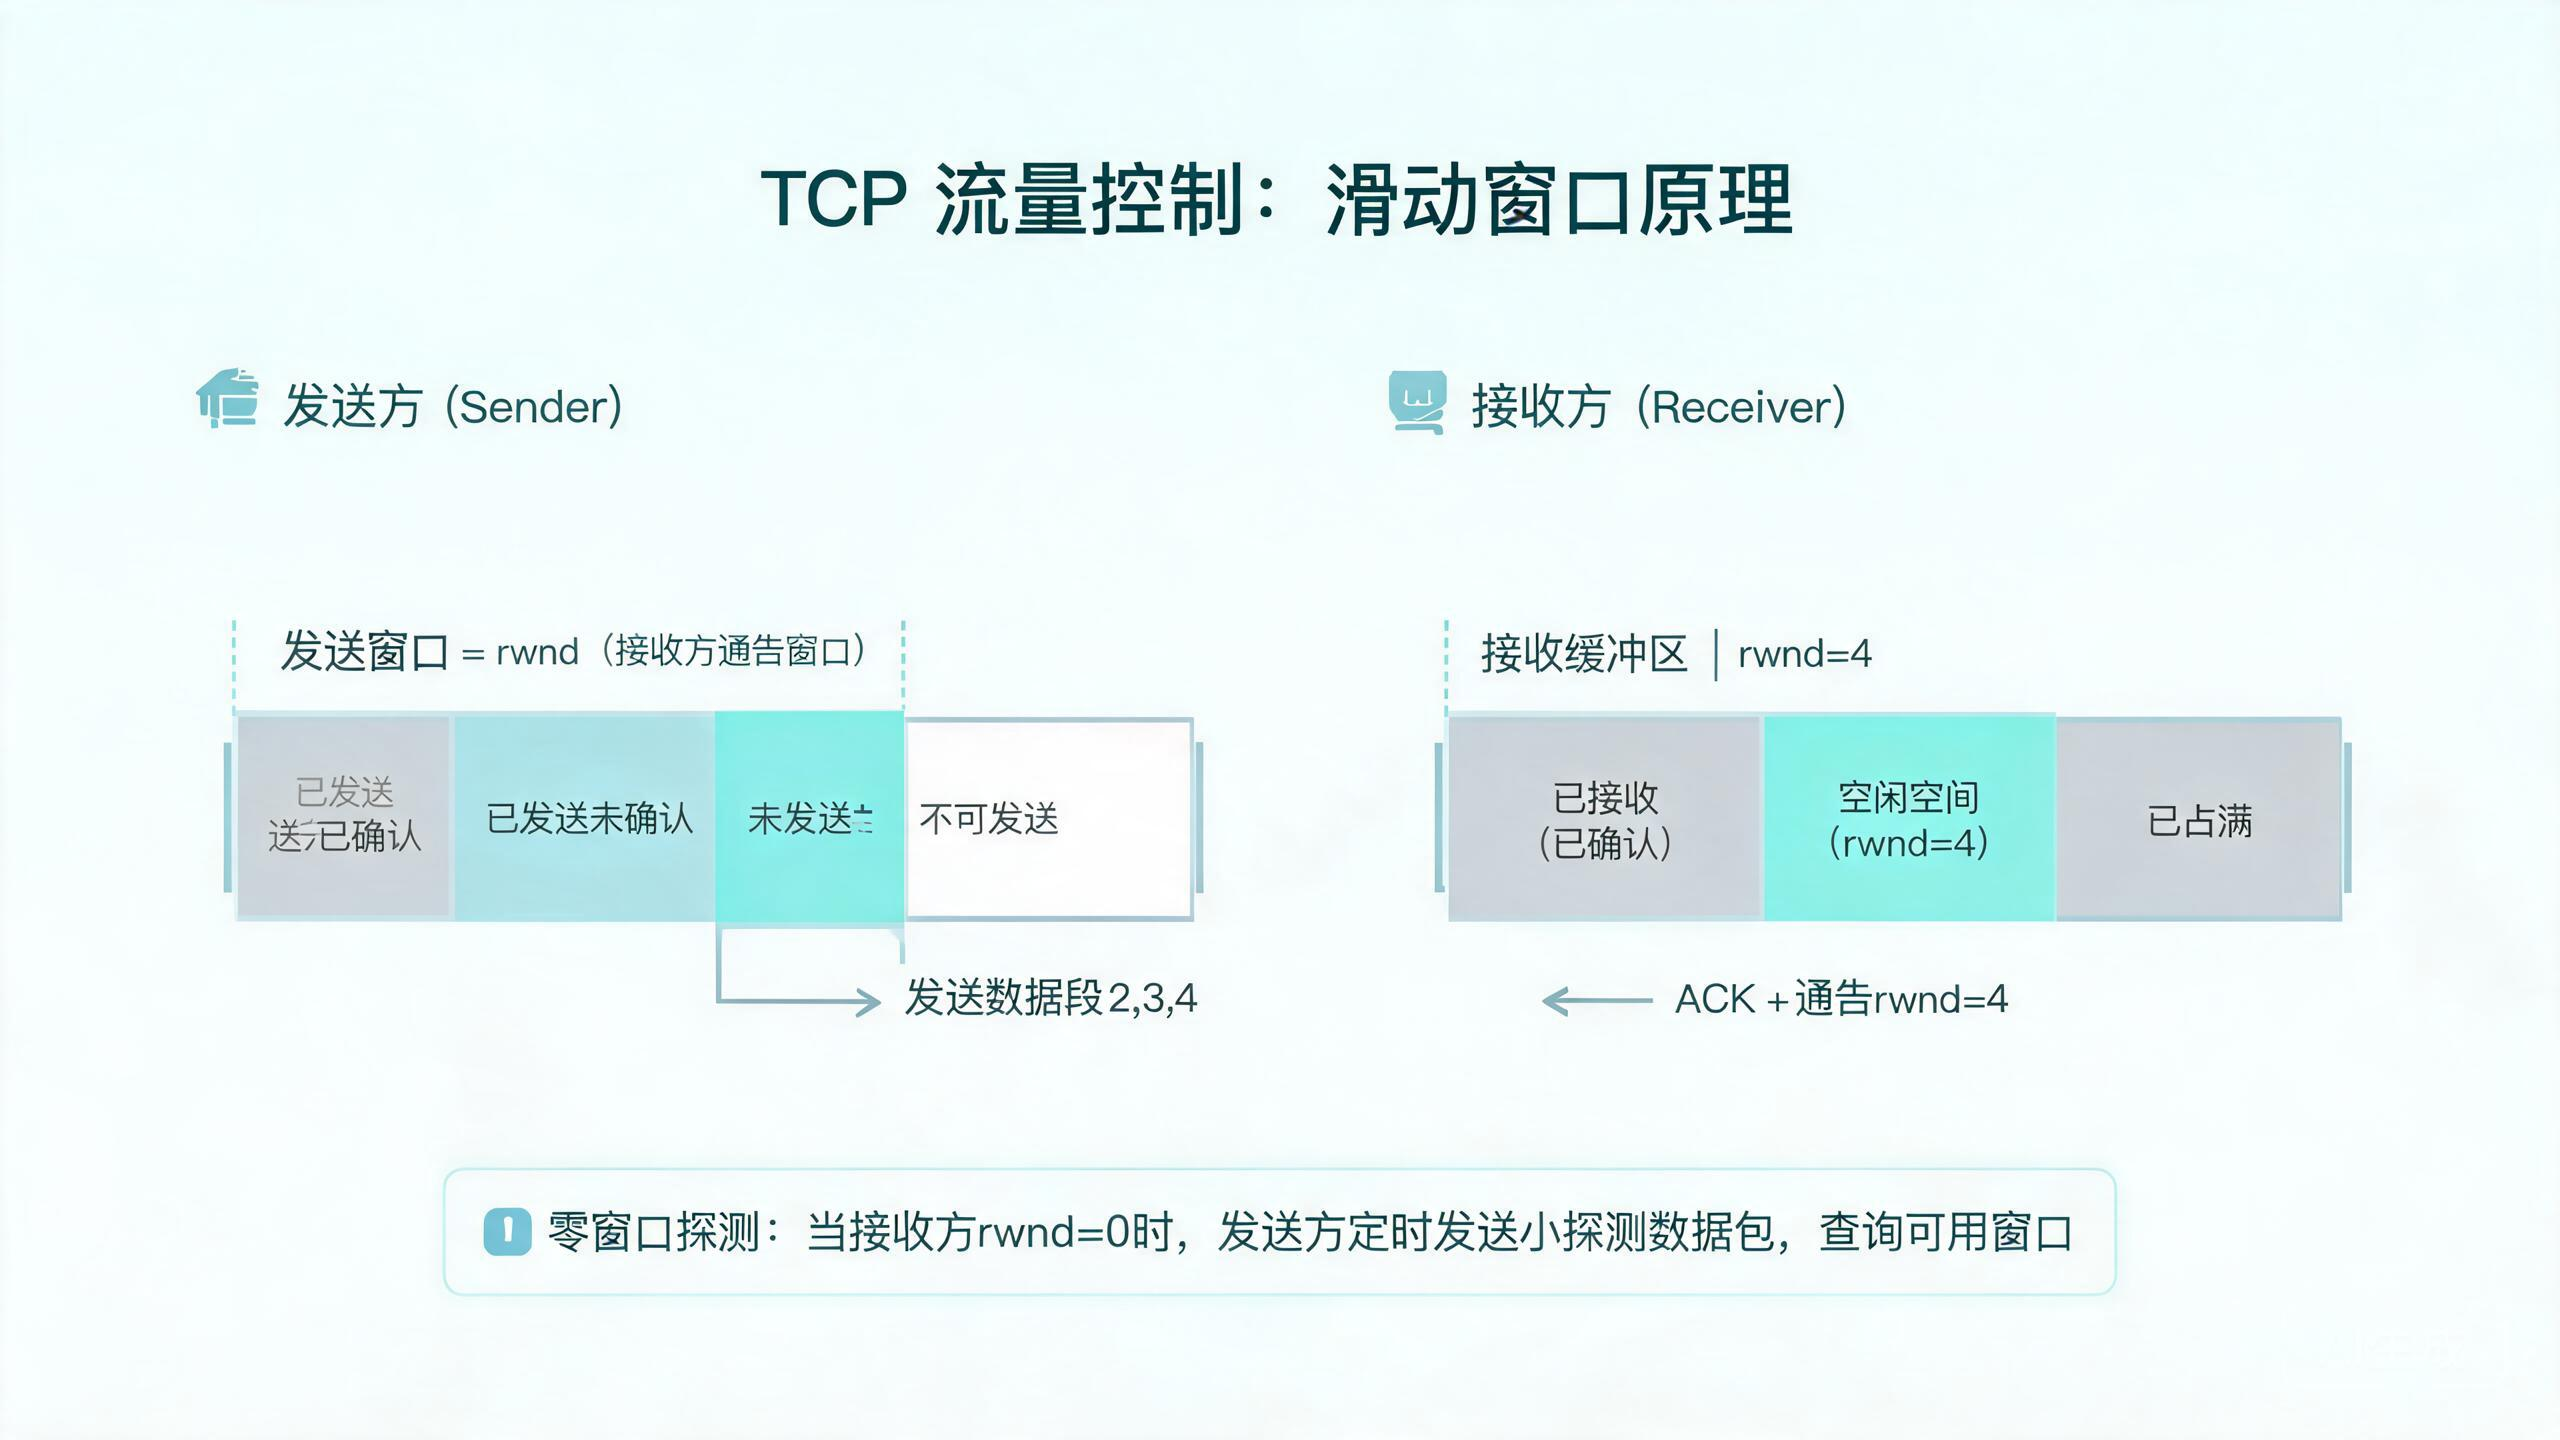 TCP 流量控制：滑动窗口原理
发送方 (Sender)
接收方 (Receiver)
发送窗口 = rwnd（接收方通告窗口）
已发送
已确认
已发送未确认
未发送
不可发送
发送数据段2,3,4
接收缓冲区 | rwnd=4
已接收
（已确认）
空闲空间
（rwnd=4）
已占满
ACK +通告rwnd=4
零窗口探测：当接收方rwnd=0时，发送方定时发送小探测数据包，查询可用窗口